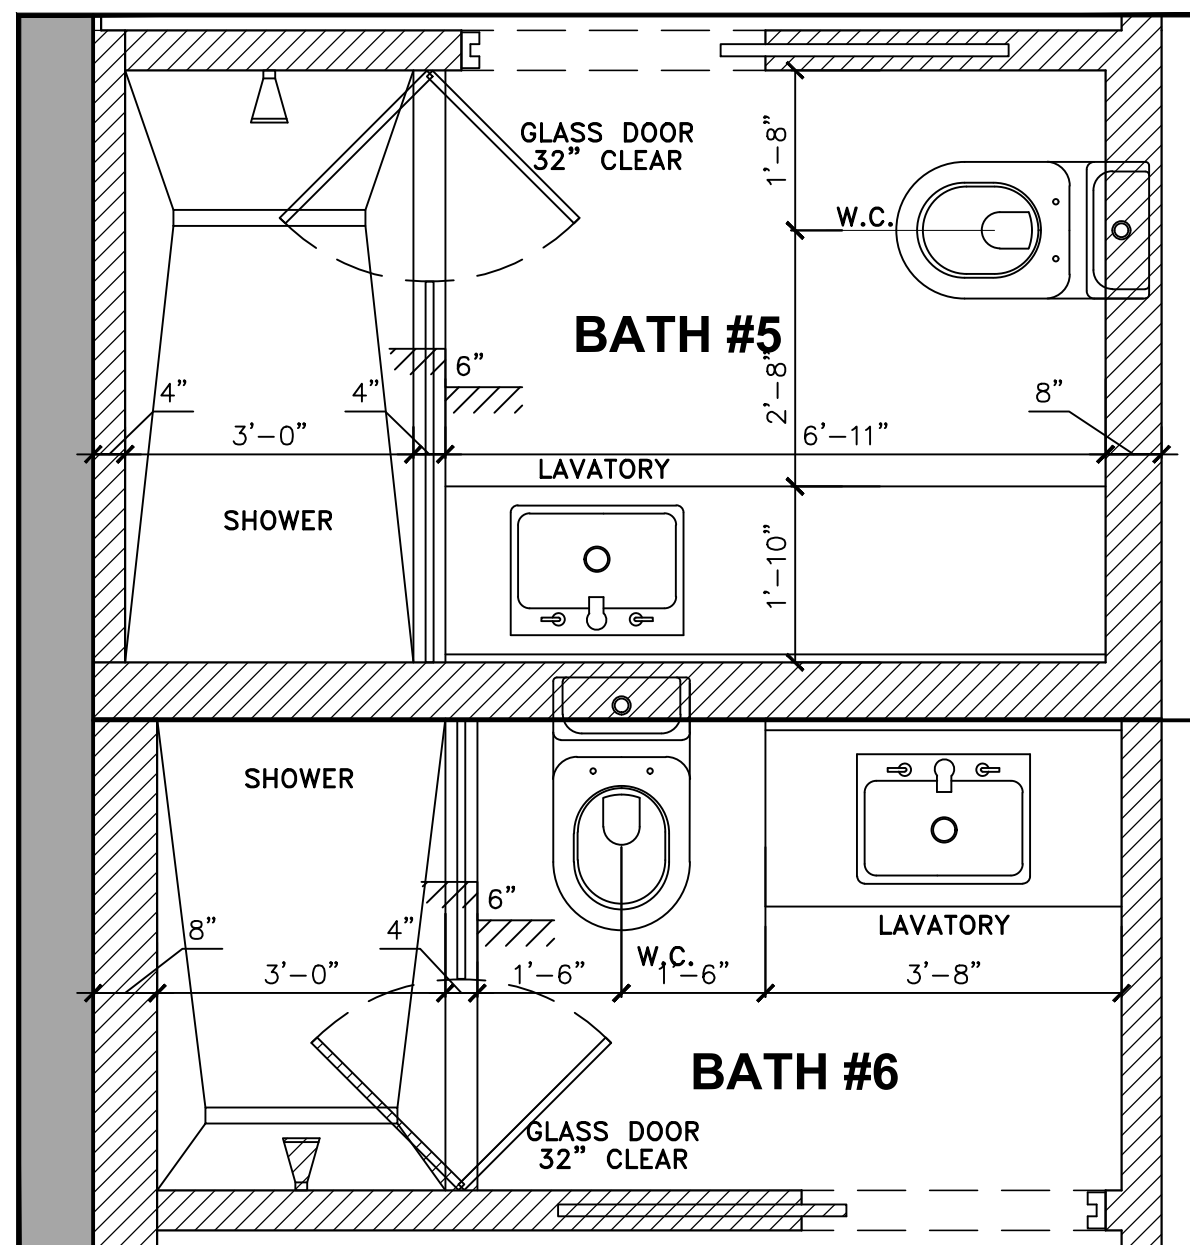 GLASS DOOR
32” CLEAR
1’-8”
W.C.
BATH #5
6”
2’-8”
4”
4”
8”
3’-0”
6’-11”
LAVATORY
SHOWER
1’-10”
SHOWER
6”
8”
4”
LAVATORY
W.C.
3’-0”
1’-6”
1’-6”
3’-8”
BATH #6
GLASS DOOR
32” CLEAR